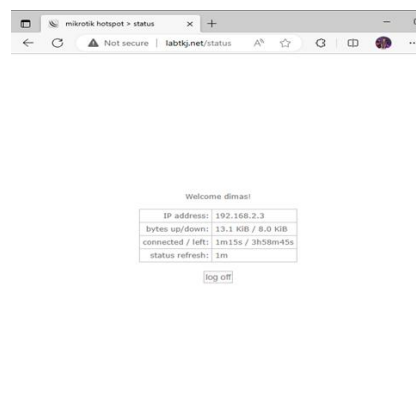 mikrotik hotspot > status
Not secure labtkj.net/status
Welcome dimas!
IP address: 192.168.2.3
bytes up/down: 13.1 KiB / 8.0 KiB
connected / left: 1m15s / 3h58m45s
status refresh: 1m
log off